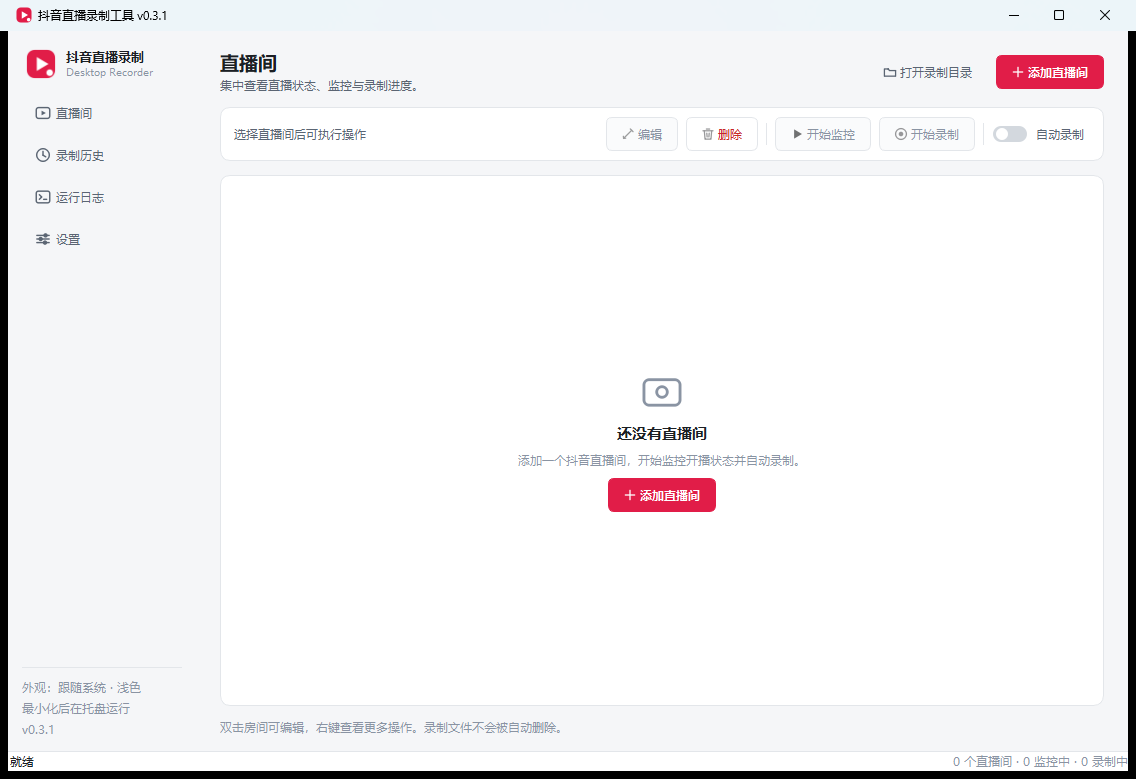 抖音直播录制工具 v0.3.1
抖音直播录制
Desktop Recorder
直播间
录制历史
运行日志
设置
直播间
集中查看直播状态、监控与录制进度。
打开录制目录
添加直播间
选择直播间后可执行操作
编辑
删除
开始监控
开始录制
自动录制
还没有直播间
添加一个抖音直播间，开始监控开播状态并自动录制。
添加直播间
外观：跟随系统 · 浅色
最小化后在托盘运行
v0.3.1
双击房间可编辑，右键查看更多操作。录制文件不会被自动删除。
就绪
0 个直播间 · 0 监控中 · 0 录制中